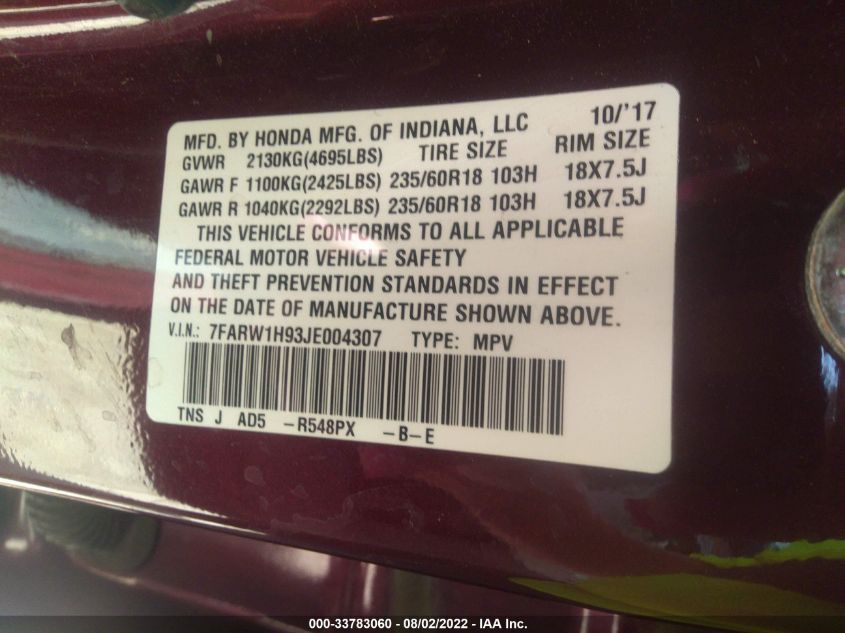 10/'17
MFD. BY HONDA MFG. OF INDIANA, LLC
GVWR 2130KG(4695LBS) TIRE SIZE RIM SIZE
GAWR F 1100KG(2425LBS) 235/60R18 103H 18X7.5J
GAWR R 1040KG(2292LBS) 235/60R18 103H 18X7.5J
THIS VEHICLE CONFORMS TO ALL APPLICABLE
FEDERAL MOTOR VEHICLE SAFETY
AND THEFT PREVENTION STANDARDS IN EFFECT
ON THE DATE OF MANUFACTURE SHOWN ABOVE.
V.I.N.: 7FARW1H93JE004307 TYPE: MPV
TNS J AD5 -R548PX -B-E
000-33783060 - 08/02/2022 - IAA Inc.